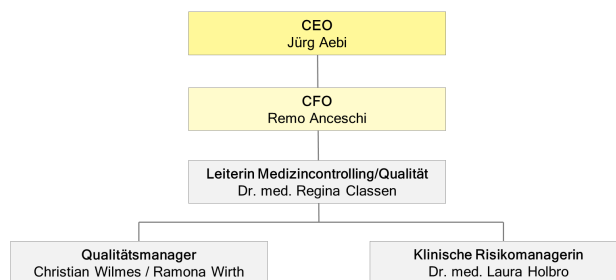 CEO
Jürg Aebi
CFO
Remo Anceschi
Leiterin Medizincontrolling/Qualität
Dr. med. Regina Classen
Qualitätsmanager
Christian Wilmes / Ramona Wirth
Klinische Risikomanagerin
Dr. med. Laura Holbro